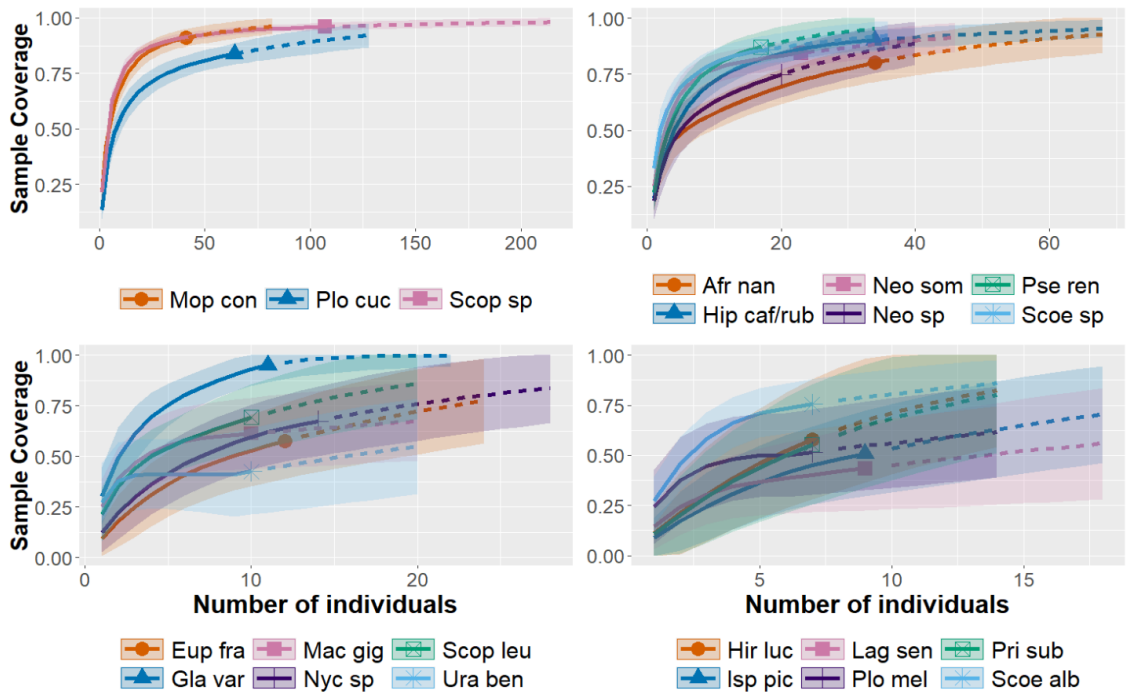 Sample Coverage
1.00
0.75
0.50
0.25
0 50 100 150 200
Mop con Plo cuc Scop sp
1.00
0.75
0.50
0.25
0 20 40 60
Afr nan Neo som Pse ren
Hip caf/rub Neo sp Scoe sp
Sample Coverage
1.00
0.75
0.50
0.25
0.00
0 10 20
Number of individuals
Eup fra Mac gig Scop leu
Gla var Nyc sp Ura ben
1.00
0.75
0.50
0.25
0.00
5 10 15
Number of individuals
Hir luc Lag sen Pri sub
Isp pic Plo mel Scoe alb